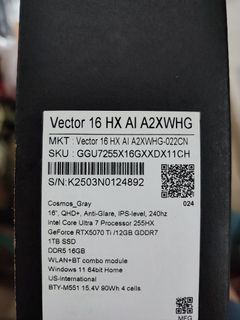 Vector 16 HX AI A2XWHG
MKT : Vector 16 HX AI A2XWHG-022CN
SKU : GGU7255X16GXXDX11CH
S/N:K2503N0124892
Cosmos_Gray 024
16", QHD+, Anti-Glare, IPS-level, 240hz
Intel Core Ultra 7 Processor 255HX
GeForce RTX5070 Ti /12GB GDDR7
1TB SSD
DDR5 16GB
WLAN+BT combo module
Windows 11 64bit Home
US-International
BTY-M551 15.4V 90Wh 4 cells
MFG